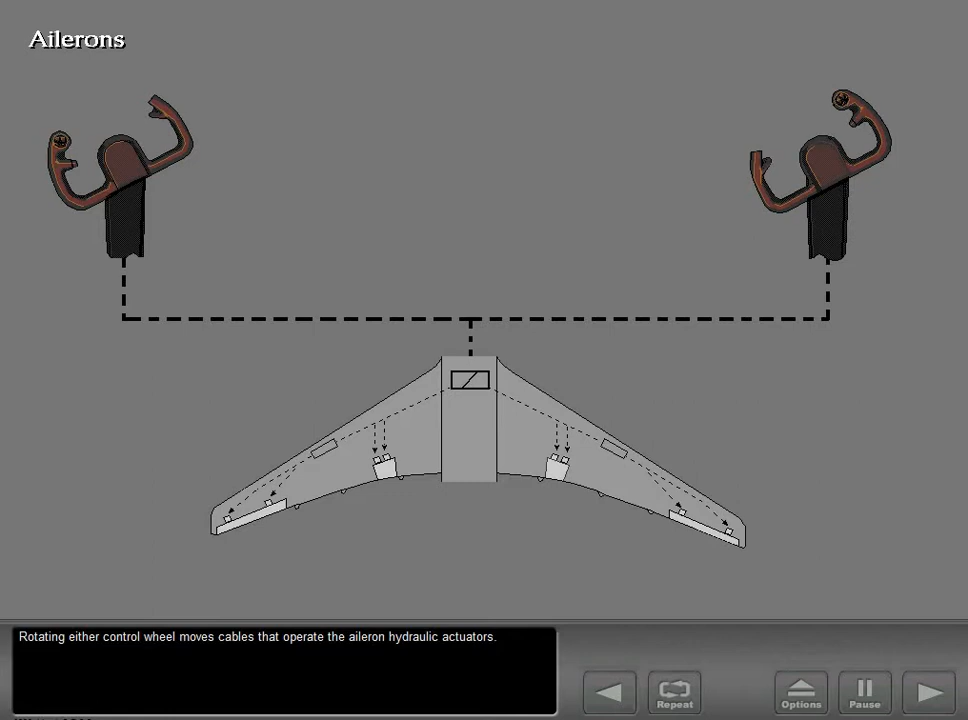 Ailerons
Rotating either control wheel moves cables that operate the aileron hydraulic actuators.
Repeat
Options
Pause